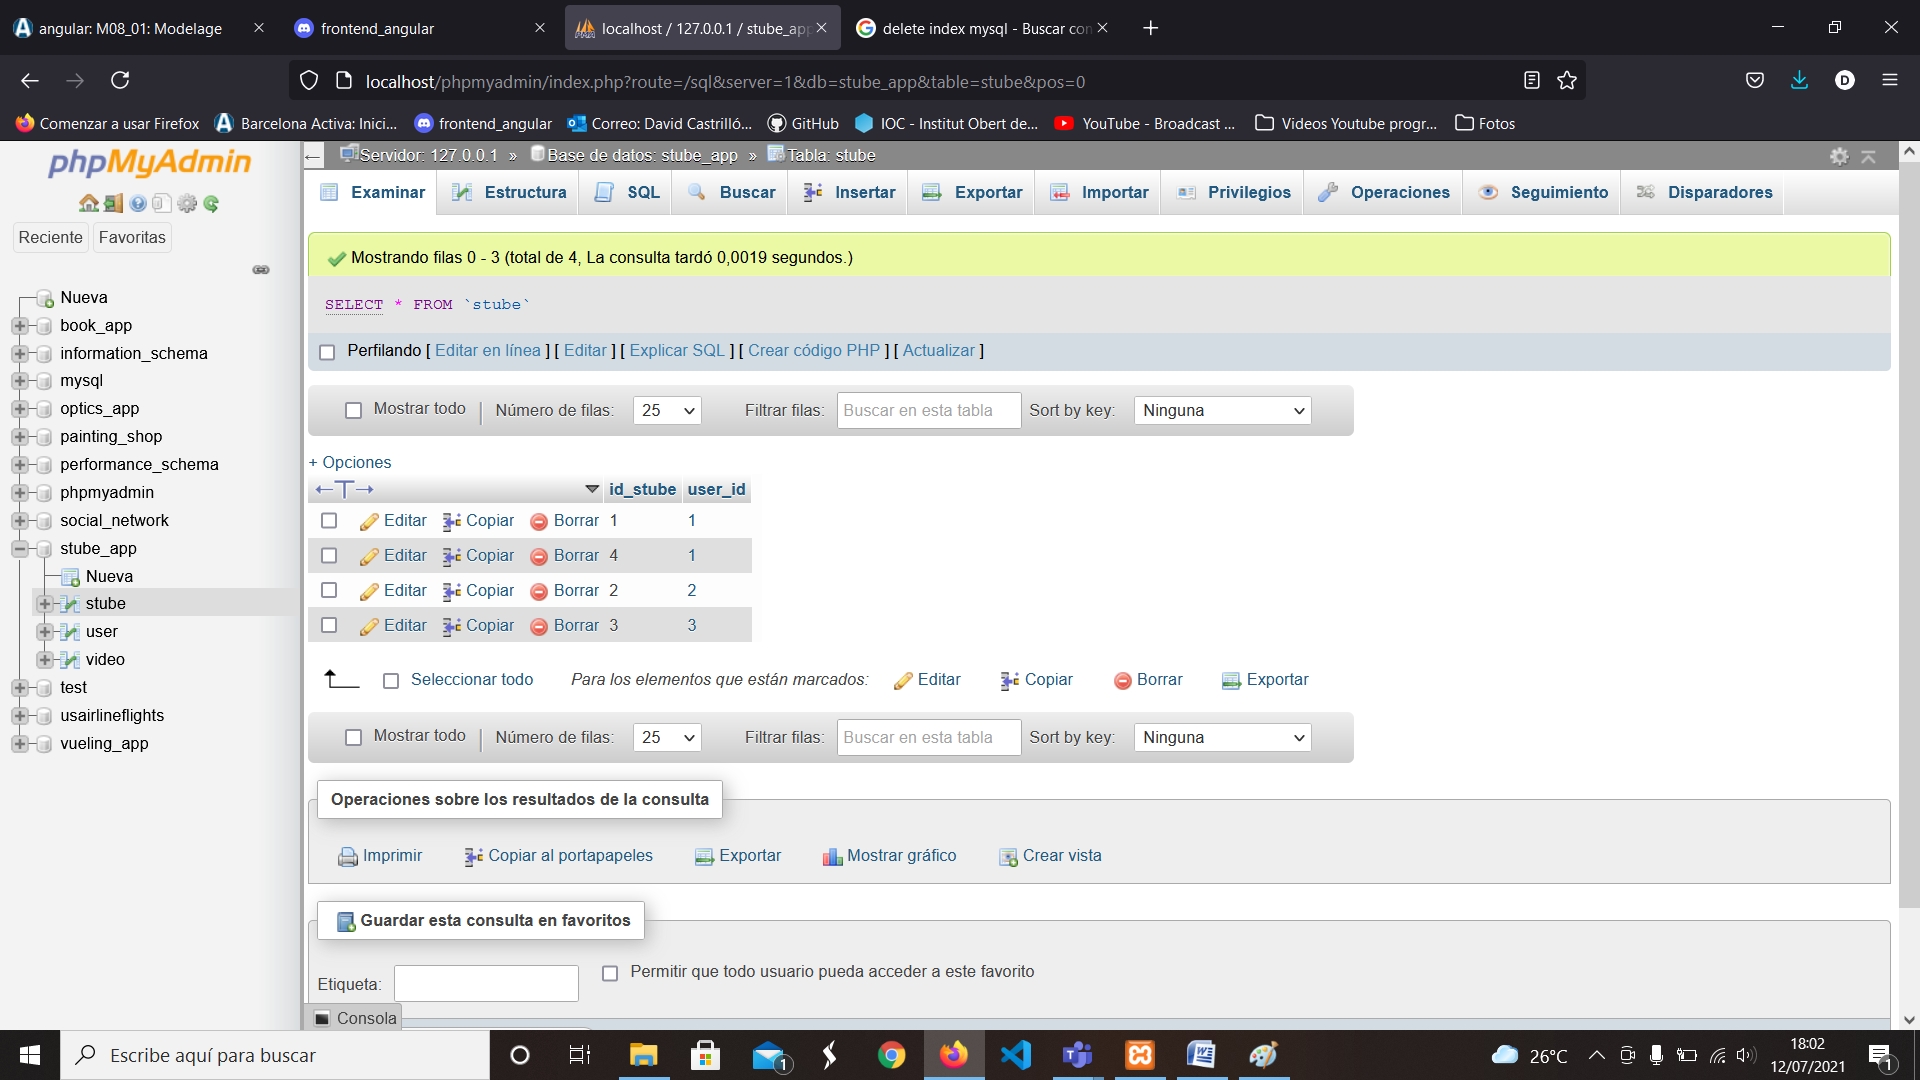 angular: M08_01: Modelage
frontend_angular
localhost / 127.0.0.1 / stube_app
delete index mysql - Buscar con
localhost/phpmyadmin/index.php?route=/sql&server=1&db=stube_app&table=stube&pos=0
D
Comenzar a usar Firefox
Barcelona Activa: Inici...
frontend_angular
Correo: David Castrilló...
GitHub
IOC - Institut Obert de...
YouTube - Broadcast ...
Videos Youtube progr...
Fotos
phpMyAdmin
Reciente
Favoritas
Nueva
book_app
information_schema
mysql
optics_app
painting_shop
performance_schema
phpmyadmin
social_network
stube_app
Nueva
stube
user
video
test
usairlineflights
vueling_app
Servidor: 127.0.0.1 » Base de datos: stube_app » Tabla: stube
Examinar
Estructura
SQL
Buscar
Insertar
Exportar
Importar
Privilegios
Operaciones
Seguimiento
Disparadores
Mostrando filas 0 - 3 (total de 4, La consulta tardó 0,0019 segundos.)
SELECT * FROM `stube`
Perfilando [ Editar en línea ] [ Editar ] [ Explicar SQL ] [ Crear código PHP ] [ Actualizar ]
Mostrar todo | Número de filas: 25 Filtrar filas: Buscar en esta tabla Sort by key: Ninguna
+ Opciones
←T→ id_stube user_id
Editar Copiar Borrar 1 1
Editar Copiar Borrar 4 1
Editar Copiar Borrar 2 2
Editar Copiar Borrar 3 3
Seleccionar todo Para los elementos que están marcados: Editar Copiar Borrar Exportar
Mostrar todo | Número de filas: 25 Filtrar filas: Buscar en esta tabla Sort by key: Ninguna
Operaciones sobre los resultados de la consulta
Imprimir Copiar al portapapeles Exportar Mostrar gráfico Crear vista
Guardar esta consulta en favoritos
Etiqueta:
Permitir que todo usuario pueda acceder a este favorito
Consola
Escribe aquí para buscar
1
26°C
18:02
12/07/2021
1